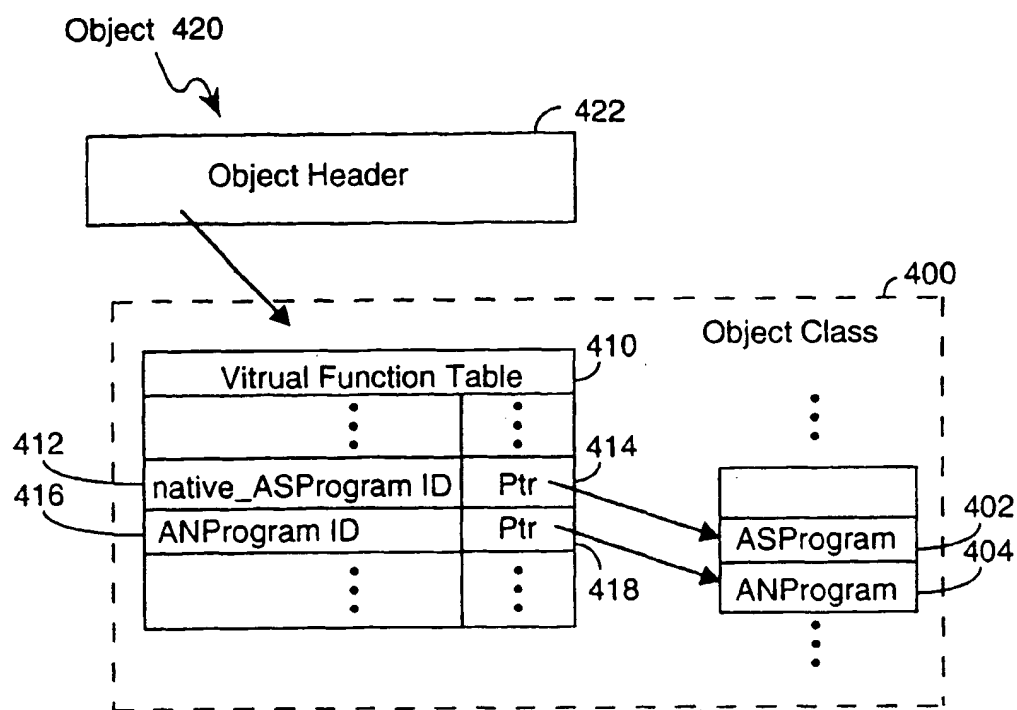 Object 420
422
Object Header
400
Object Class
410
Vitrual Function Table
412
414
native_ASProgram ID
Ptr
416
ANProgram ID
Ptr
418
402
ASProgram
404
ANProgram